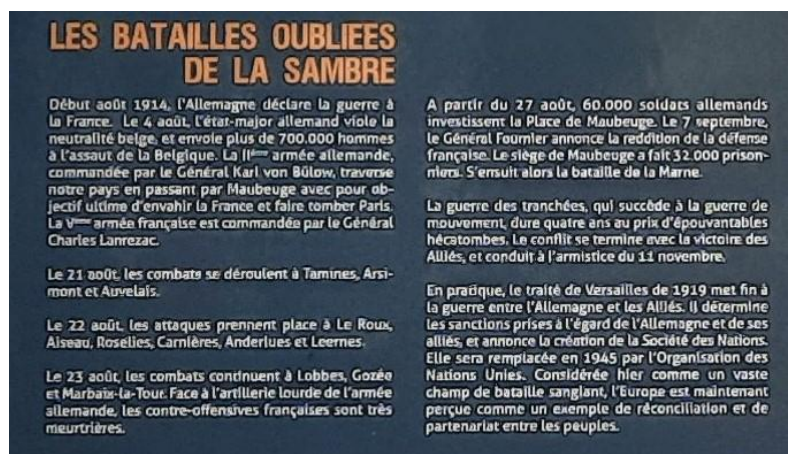 LES BATAILLES OUBLIEES
DE LA SAMBRE
Début août 1914, l'Allemagne déclare la guerre à
la France. Le 4 août, l'état-major allemand viole la
neutralité belge, et envoie plus de 700.000 hommes
à l'assaut de la Belgique. La IIème armée allemande,
commandée par le Général Karl von Bülow, traverse
notre pays en passant par Maubeuge avec pour ob-
jectif ultime d'envahir la France et faire tomber Paris.
La Vème armée française est commandée par le Général
Charles Lanrezac.
Le 21 août, les combats se déroulent à Tamines, Arsi-
mont et Auvelais.
Le 22 août, les attaques prennent place à Le Roux,
Aiseau, Roselies, Carnières, Anderlues et Leernes.
Le 23 août, les combats continuent à Lobbes, Gozée
et Marbaix-la-Tour. Face à l'artillerie lourde de l'armée
allemande, les contre-offensives françaises sont très
meurtrières.
A partir du 27 août, 60.000 soldats allemands
investissent la Place de Maubeuge. Le 7 septembre,
le Général Fournier annonce la reddition de la défense
française. Le siège de Maubeuge a fait 32.000 prison-
niers. S'ensuit alors la bataille de la Marne.
La guerre des tranchées, qui succède à la guerre de
mouvement, dure quatre ans au prix d'épouvantables
hécatombes. Le conflit se termine avec la victoire des
Alliés, et conduit à l'armistice du 11 novembre.
En pratique, le traité de Versailles de 1919 met fin à
la guerre entre l'Allemagne et les Alliés. Il détermine
les sanctions prises à l'égard de l'Allemagne et de ses
alliés, et annonce la création de la Société des Nations.
Elle sera remplacée en 1945 par l'Organisation des
Nations Unies. Considérée hier comme un vaste
champ de bataille sanglant, l'Europe est maintenant
perçue comme un exemple de réconciliation et de
partenariat entre les peuples.